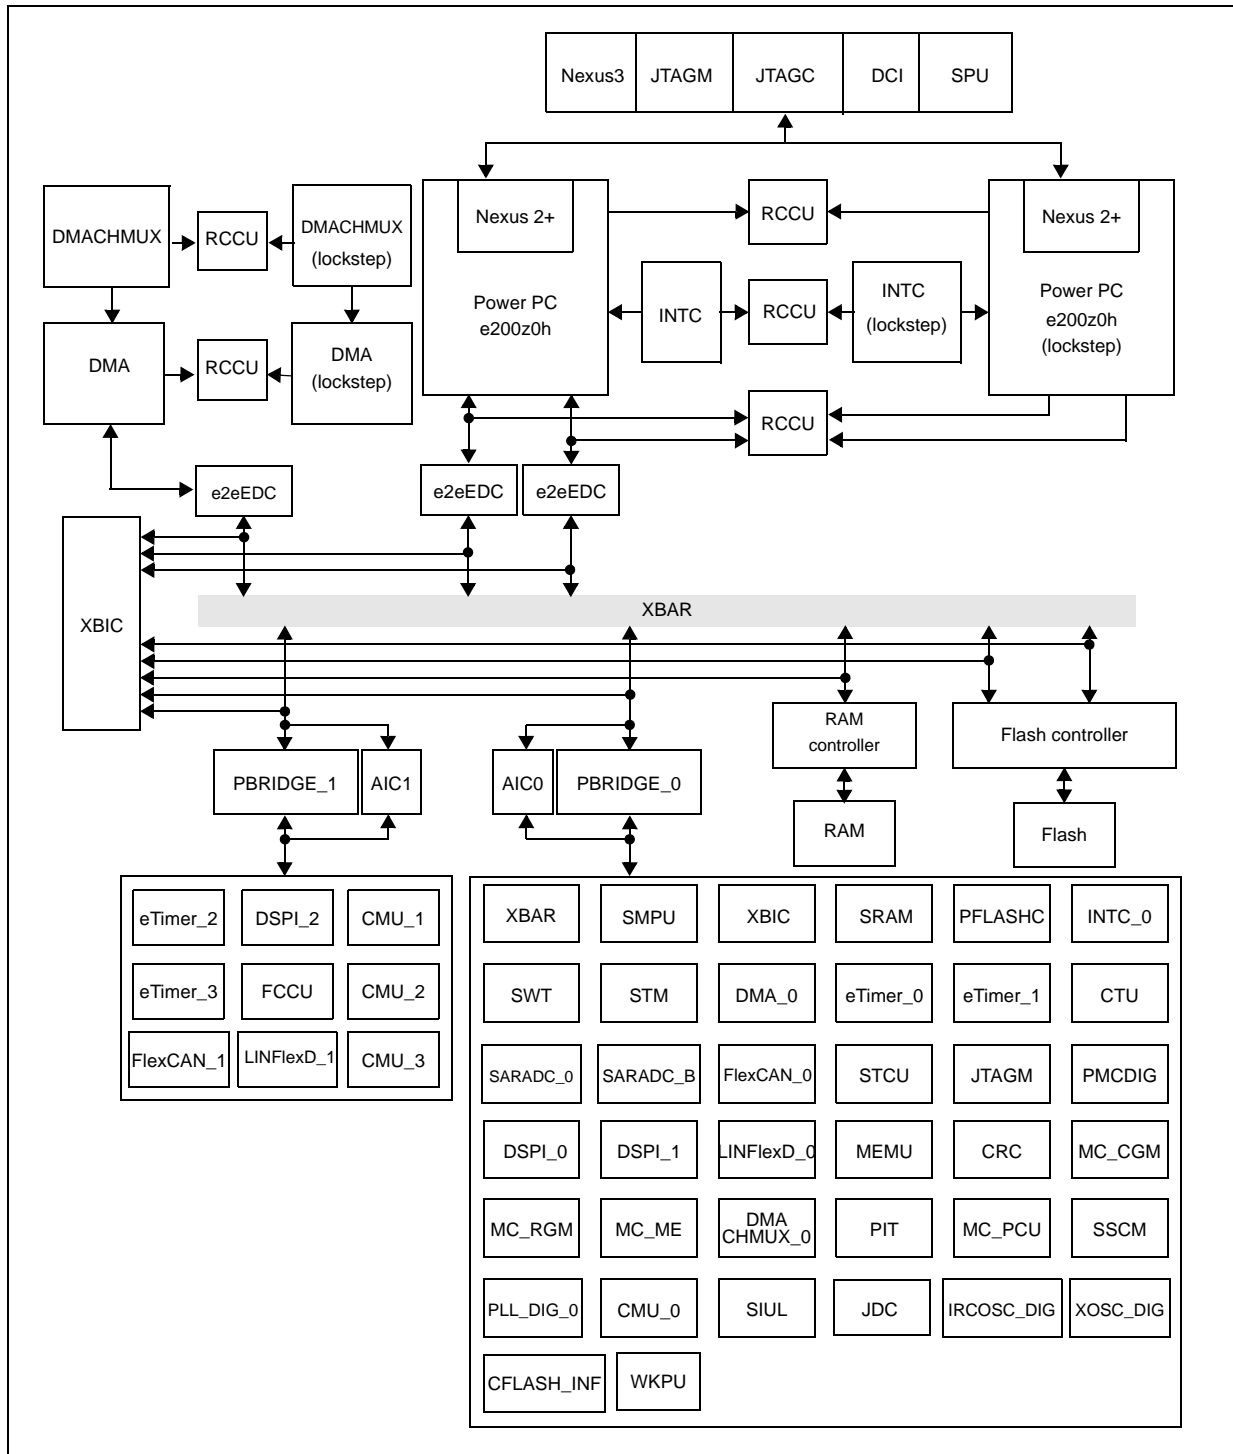 Nexus3 JTAGM JTAGC DCI SPU
DMACHMUX
RCCU
DMACHMUX
(lockstep)
Nexus 2+
RCCU
Nexus 2+
Power PC
e200z0h
INTC
RCCU
INTC
(lockstep)
Power PC
e200z0h
(lockstep)
DMA
RCCU
DMA
(lockstep)
RCCU
e2eEDC
e2eEDC
e2eEDC
XBIC
XBAR
RAM
controller
Flash controller
PBRIDGE_1
AIC1
AIC0
PBRIDGE_0
RAM
Flash
eTimer_2 DSPI_2 CMU_1
eTimer_3 FCCU CMU_2
FlexCAN_1 LINFlexD_1 CMU_3
XBAR SMPU XBIC SRAM PFLASHC INTC_0
SWT STM DMA_0 eTimer_0 eTimer_1 CTU
SARADC_0 SARADC_B FlexCAN_0 STCU JTAGM PMCDIG
DSPI_0 DSPI_1 LINFlexD_0 MEMU CRC MC_CGM
MC_RGM MC_ME
DMA
CHMUX_0
PIT MC_PCU SSCM
PLL_DIG_0 CMU_0 SIUL JDC IRCOSC_DIG XOSC_DIG
CFLASH_INF WKPU